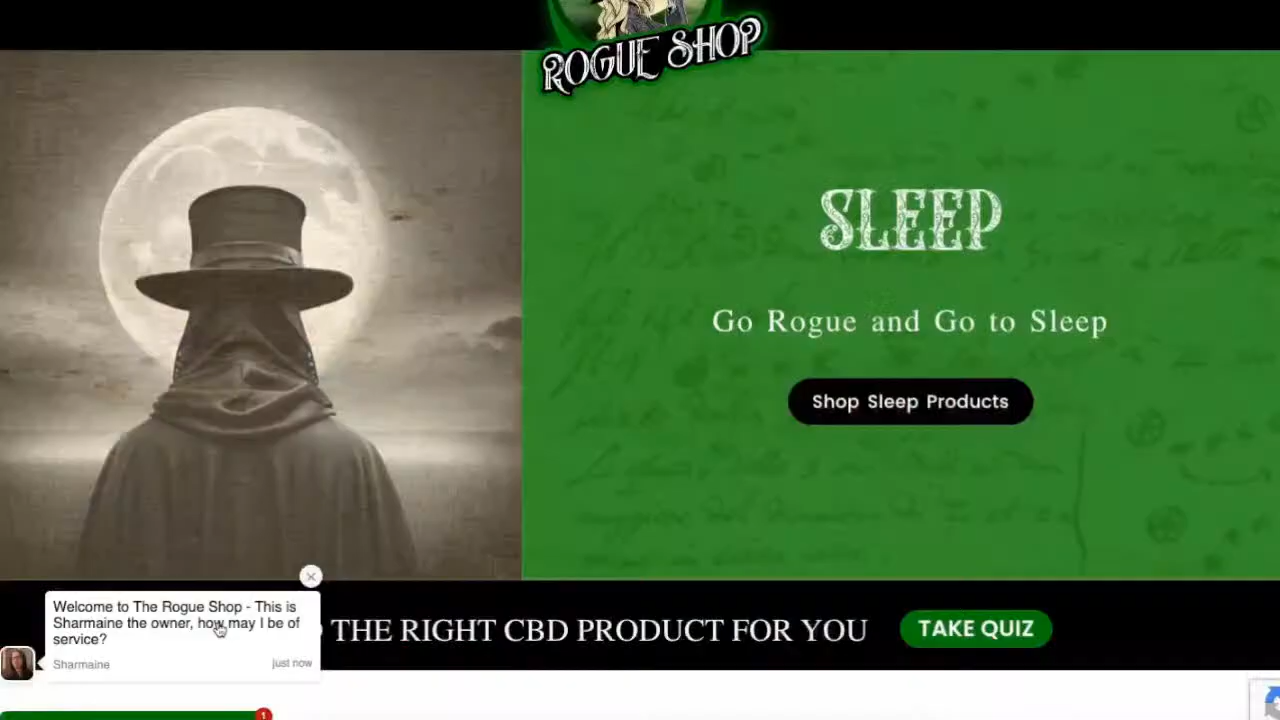 ROGUE SHOP
SLEEP
Go Rogue and Go to Sleep
Shop Sleep Products
THE RIGHT CBD PRODUCT FOR YOU
TAKE QUIZ
Welcome to The Rogue Shop - This is
Sharmaine the owner, how may I be of
service?
Sharmaine
just now
1